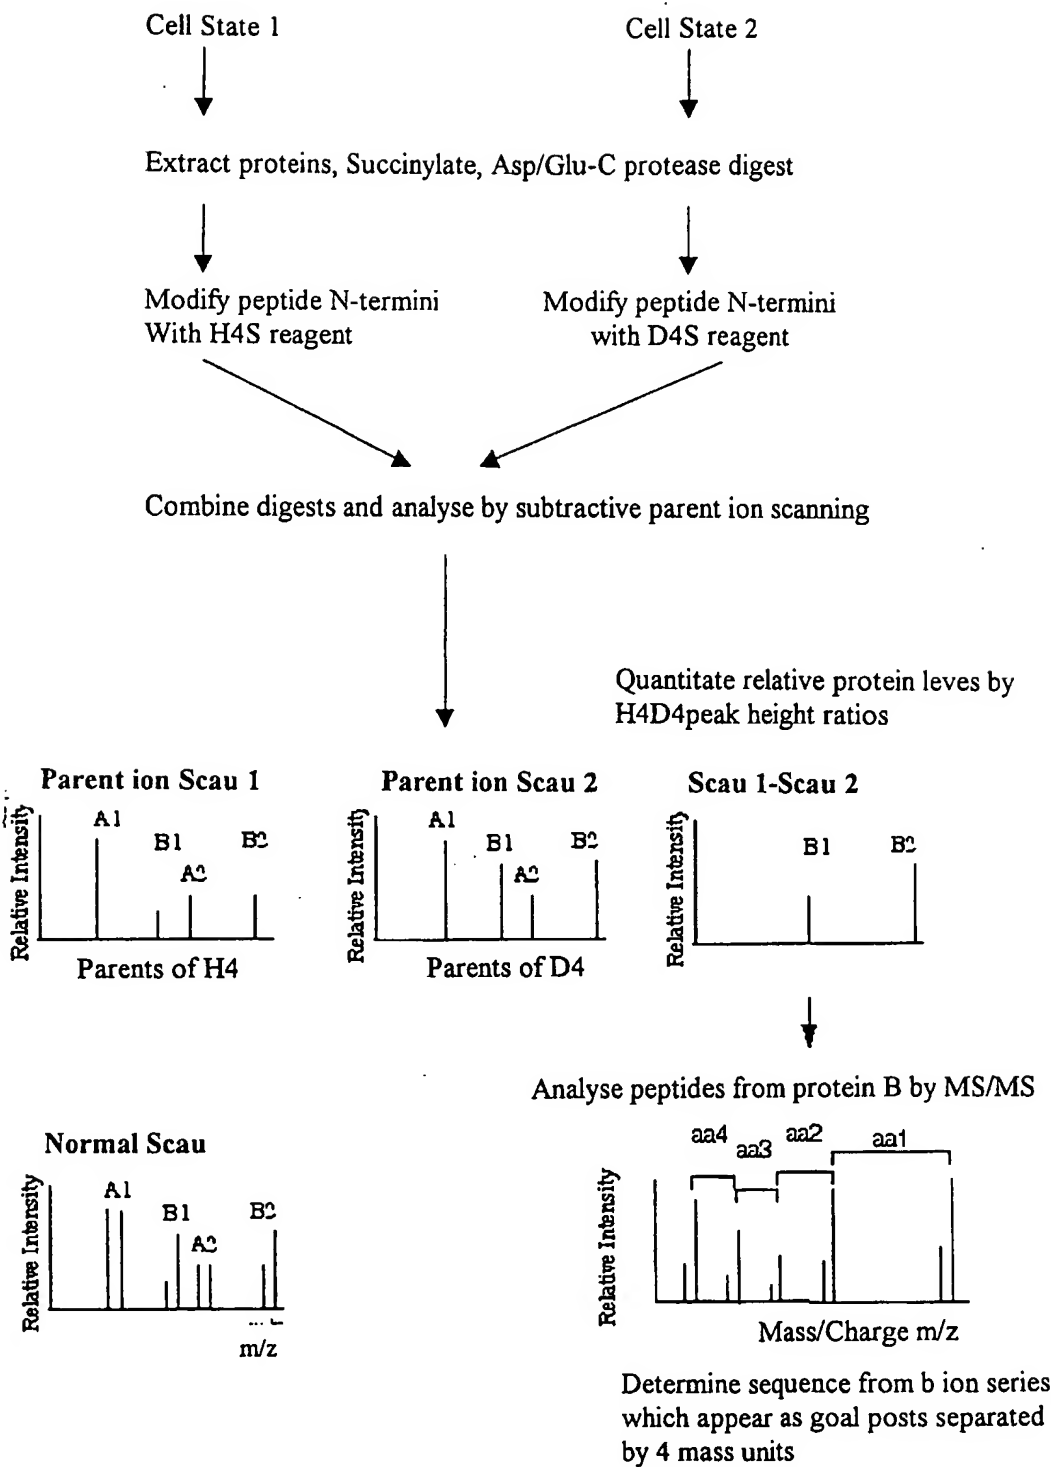 Cell State 1
Cell State 2
Extract proteins, Succinylate, Asp/Glu-C protease digest
Modify peptide N-termini
With H4S reagent
Modify peptide N-termini
with D4S reagent
Combine digests and analyse by subtractive parent ion scanning
Quantitate relative protein leves by
H4D4peak height ratios
Parent ion Scau 1
Relative Intensity
A1
B1
A2
B2
Parents of H4
Parent ion Scau 2
Relative Intensity
A1
B1
A2
B2
Parents of D4
Scau 1-Scau 2
Relative Intensity
B1
B2
Analyse peptides from protein B by MS/MS
Normal Scau
Relative Intensity
A1
B1
A2
B2
m/z
Relative Intensity
aa4
aa3
aa2
aa1
Mass/Charge m/z
Determine sequence from b ion series
which appear as goal posts separated
by 4 mass units